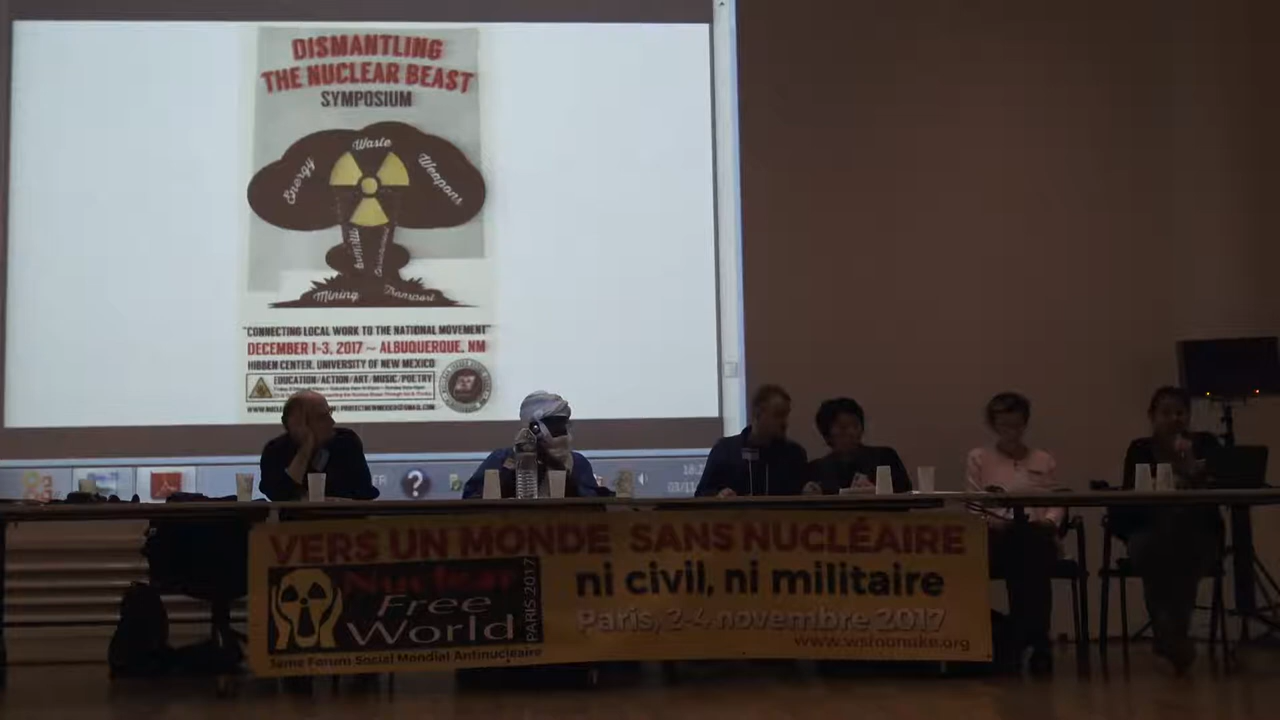 DISMANTLING
THE NUCLEAR BEAST
SYMPOSIUM
Energy
Waste
Weapons
Mining
Transport
"CONNECTING LOCAL WORK TO THE NATIONAL MOVEMENT"
DECEMBER 1-3, 2017 — ALBUQUERQUE, NM
HIBBEN CENTER, UNIVERSITY OF NEW MEXICO
EDUCATION/ACTION/ART/MUSIC/POETRY
VERS UN MONDE SANS NUCLÉAIRE
ni civil, ni militaire
Paris, 2-4 novembre 2017
Nuclear
Free
World
PARIS 2017
3ème Forum Social Mondial Antinucléaire